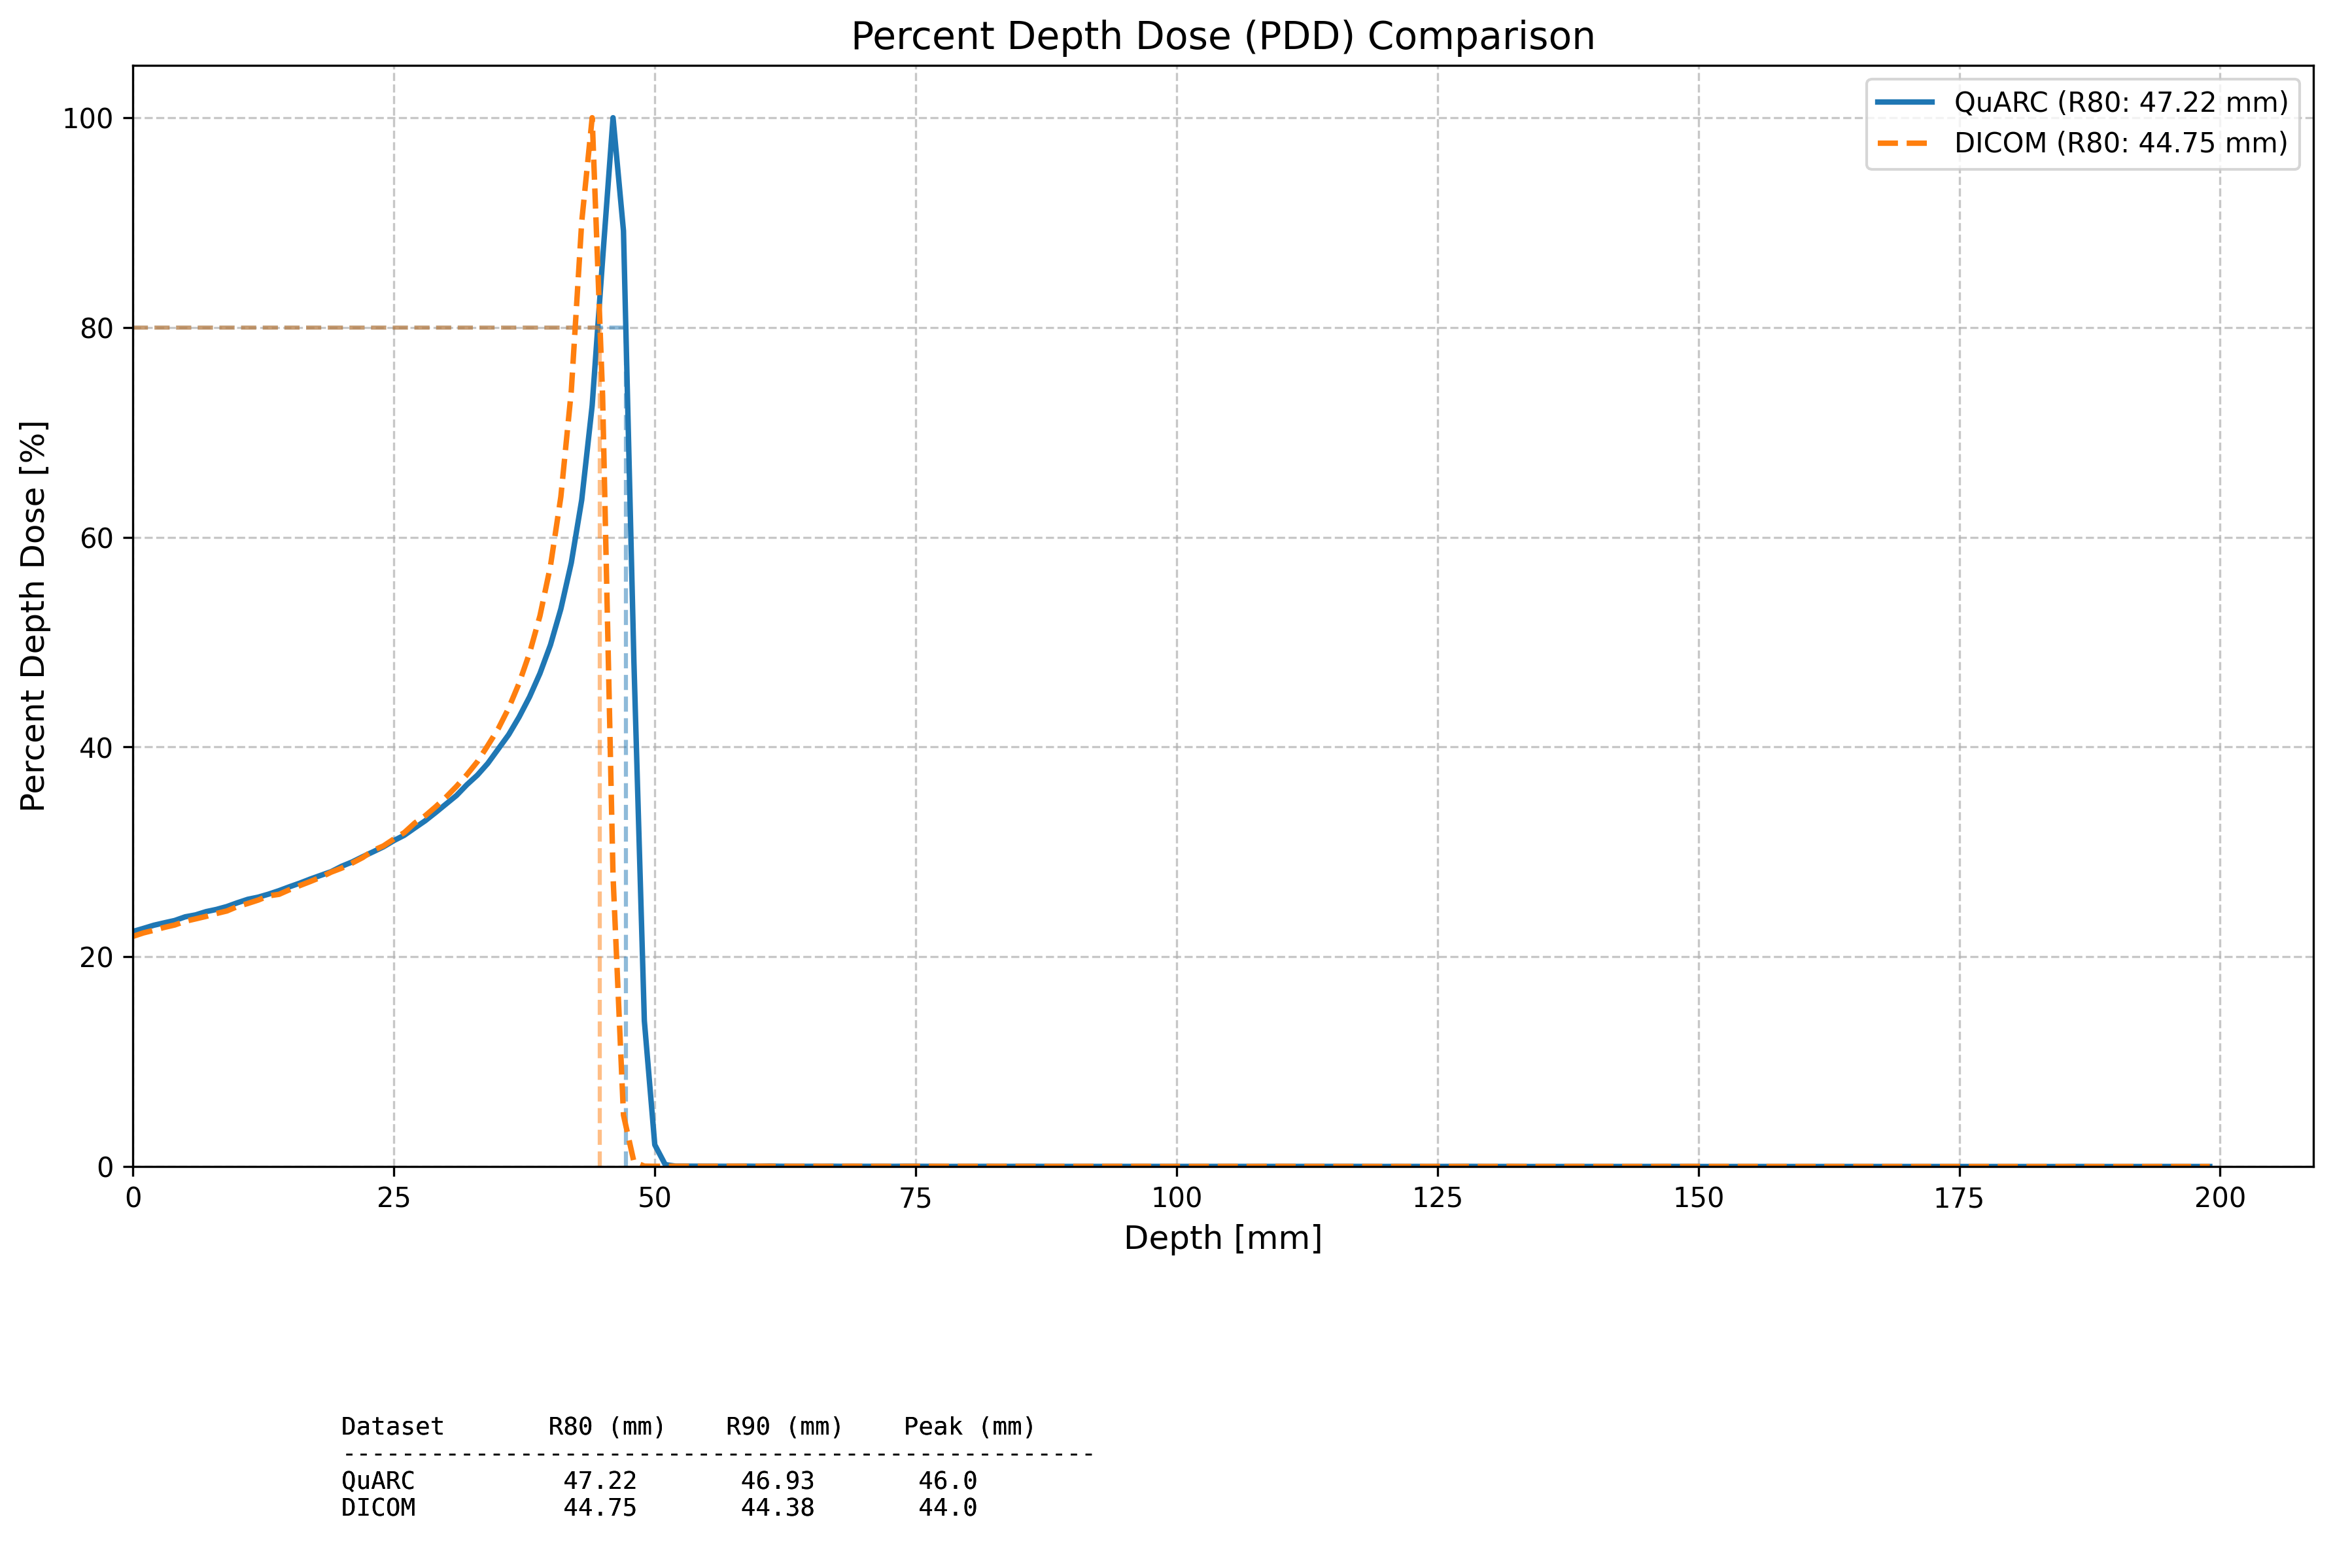 Percent Depth Dose (PDD) Comparison
QuARC (R80: 47.22 mm)
DICOM (R80: 44.75 mm)
Percent Depth Dose [%]
100
80
60
40
20
0
0 25 50 75 100 125 150 175 200
Depth [mm]
Dataset R80 (mm) R90 (mm) Peak (mm)
---------------------------------------------------
QuARC 47.22 46.93 46.0
DICOM 44.75 44.38 44.0